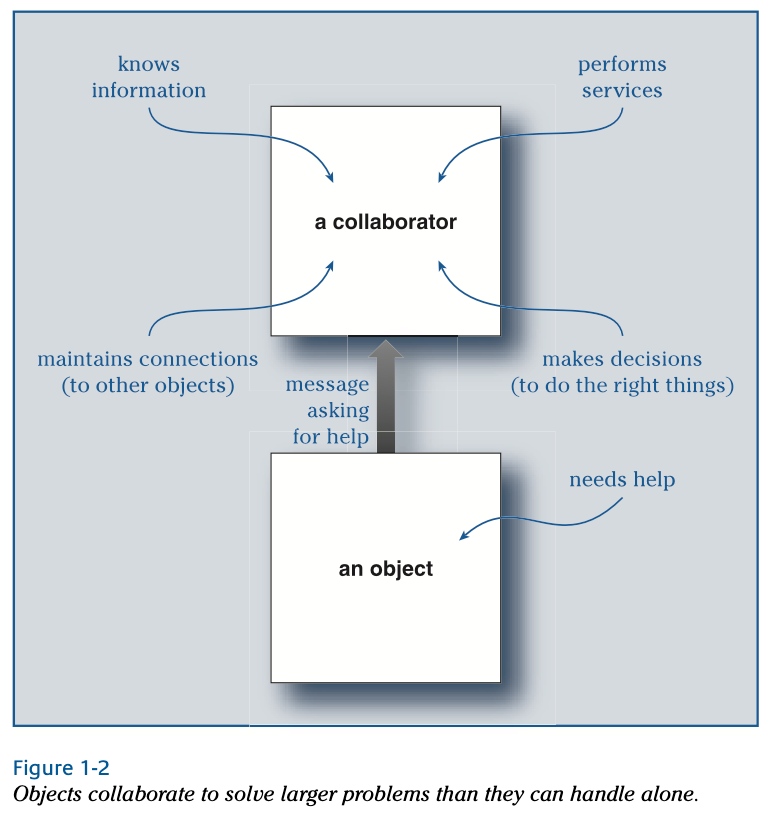 knows
information
performs
services
a collaborator
maintains connections
(to other objects)
makes decisions
(to do the right things)
message
asking
for help
needs help
an object
Figure 1-2
Objects collaborate to solve larger problems than they can handle alone.